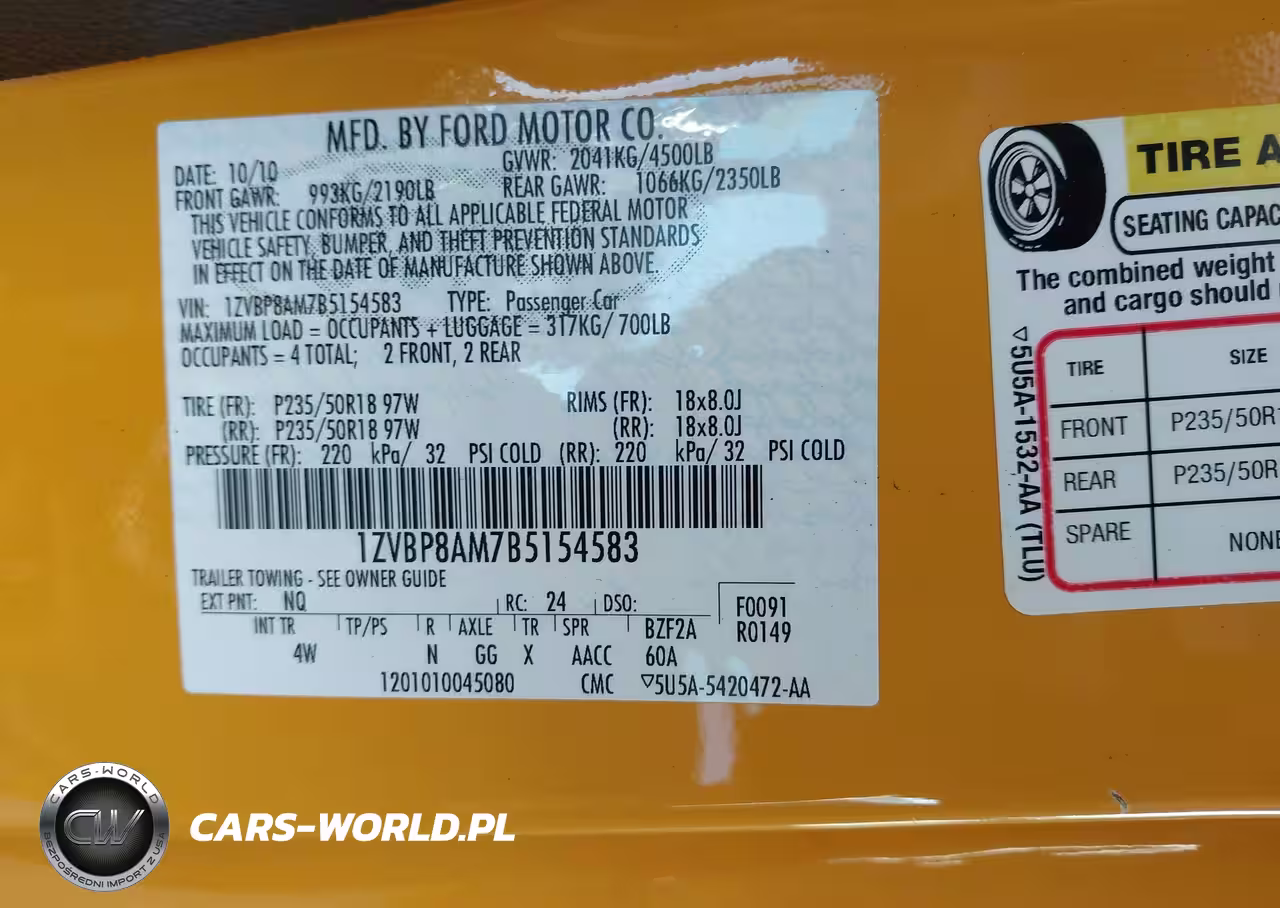 MFD. BY FORD MOTOR CO.
DATE: 10/10 GVWR: 2041KG/4500LB
FRONT GAWR: 993KG/2190LB REAR GAWR: 1066KG/2350LB
THIS VEHICLE CONFORMS TO ALL APPLICABLE FEDERAL MOTOR
VEHICLE SAFETY, BUMPER, AND THEFT PREVENTION STANDARDS
IN EFFECT ON THE DATE OF MANUFACTURE SHOWN ABOVE.
VIN: 1ZVBP8AM7B5154583 TYPE: Passenger Car
MAXIMUM LOAD = OCCUPANTS + LUGGAGE = 317KG/ 700LB
OCCUPANTS = 4 TOTAL; 2 FRONT, 2 REAR
TIRE (FR): P235/50R18 97W RIMS (FR): 18x8.0J
(RR): P235/50R18 97W (RR): 18x8.0J
PRESSURE (FR): 220 kPa/ 32 PSI COLD (RR): 220 kPa/ 32 PSI COLD
1ZVBP8AM7B5154583
TRAILER TOWING - SEE OWNER GUIDE
EXT PNT: NQ RC: 24 DSO: F0091
INT TR TP/PS R AXLE TR SPR BZF2A R0149
4W N GG X AACC 60A
1201010045080 CMC ▽5U5A-5420472-AA
TIRE A
SEATING CAPAC
The combined weight
and cargo should
▽5U5A-1532-AA (TLU)
TIRE SIZE
FRONT P235/50R1
REAR P235/50R
SPARE NONE
CARS-WORLD
CW
BEZPOŚREDNI IMPORT Z USA
CARS-WORLD.PL